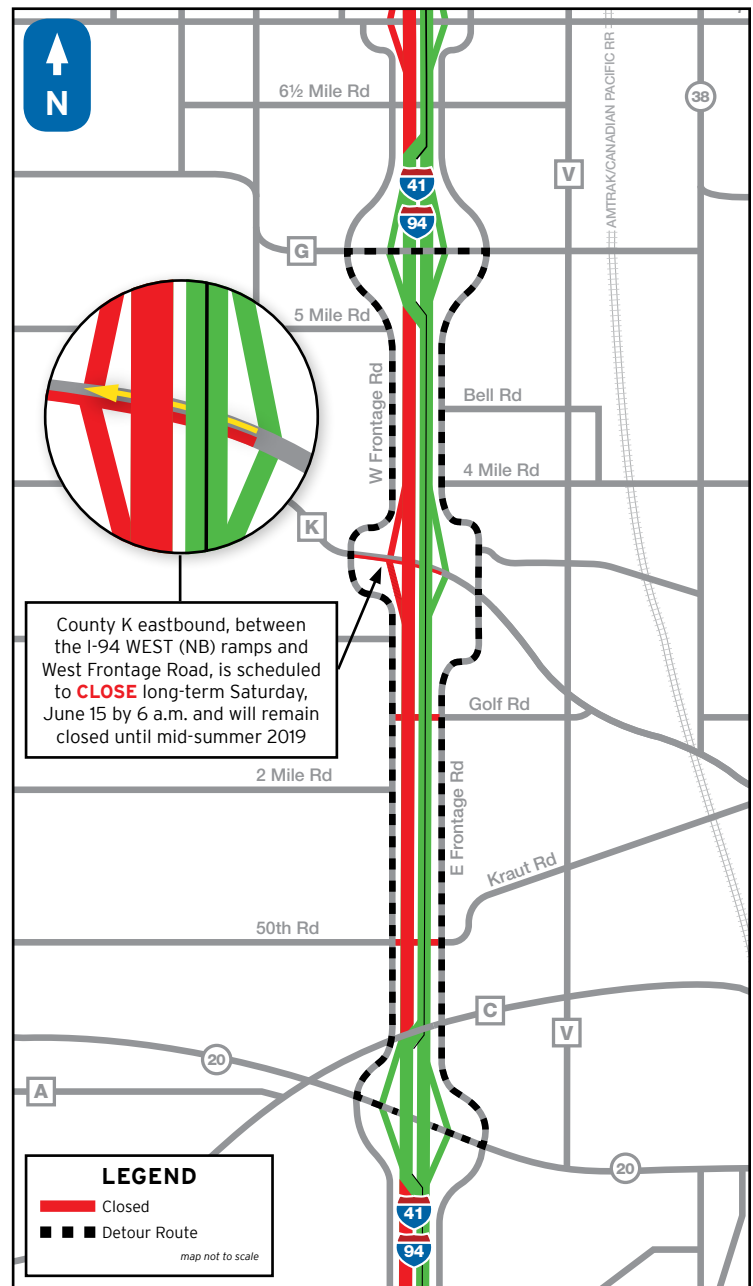 N
6½ Mile Rd
38
AMTRAK/CANADIAN PACIFIC RR
V
41
94
G
5 Mile Rd
W Frontage Rd
Bell Rd
4 Mile Rd
K
County K eastbound, between
the I-94 WEST (NB) ramps and
West Frontage Road, is scheduled
to CLOSE long-term Saturday,
June 15 by 6 a.m. and will remain
closed until mid-summer 2019
Golf Rd
2 Mile Rd
E Frontage Rd
Kraut Rd
50th Rd
C
V
20
A
20
LEGEND
Closed
Detour Route
map not to scale
41
94